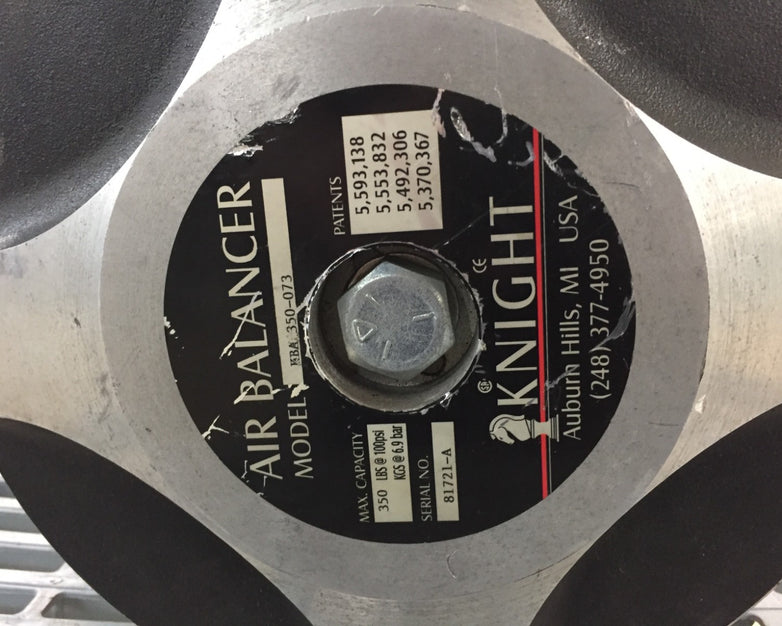 AIR BALANCER
MODEL KBA 350-073
PATENTS
5,593,138
5,553,832
5,492,306
5,370,367
MAX. CAPACITY
350 LBS @ 100psi
KGS @ 6.9 bar
SERIAL NO.
81721-A
CE
KNIGHT
Auburn Hills, MI USA
(248) 377-4950